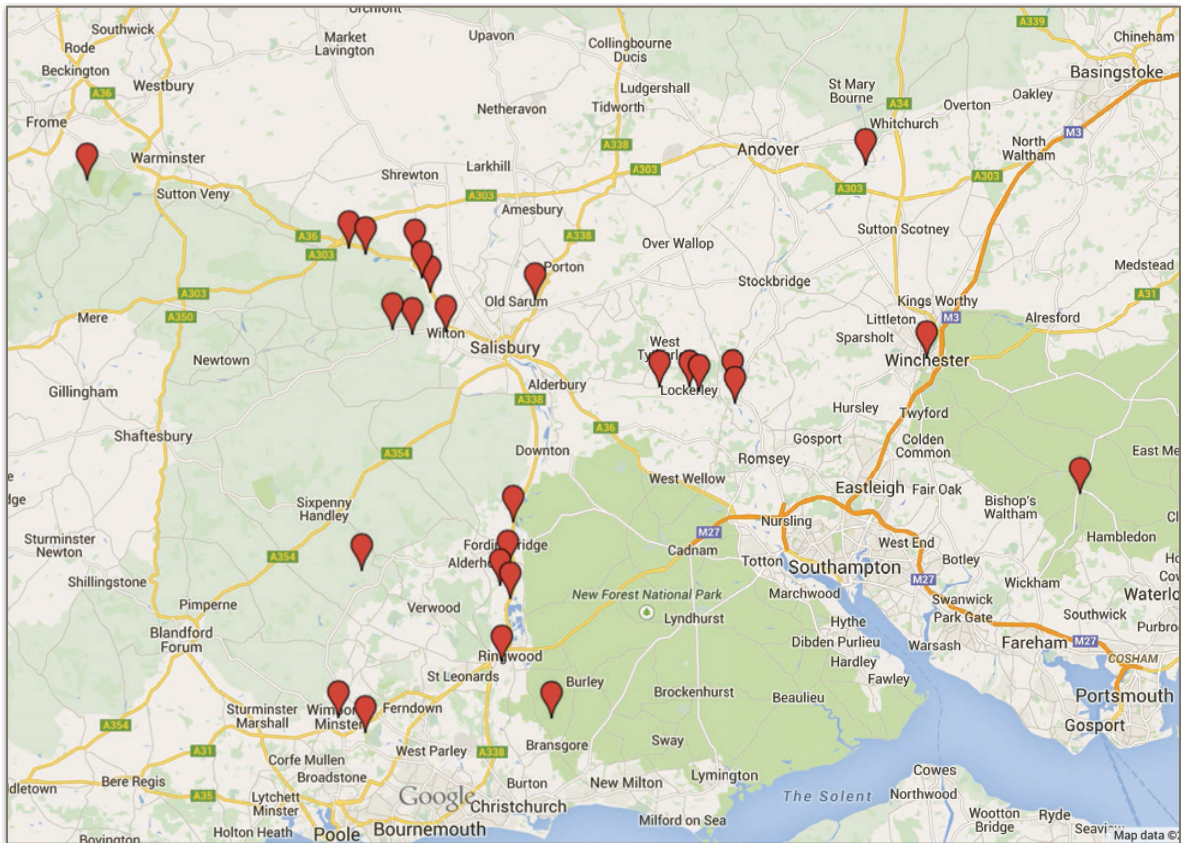 Enchfont
Southwick
Rode
Market
Lavington
Upavon
Collingbourne
Ducis
A339
Chineham
Beckington
Westbury
Basingstoke
A36
Ludgershall
St Mary
Bourne
A34
Overton
Oakley
Frome
Netheravon
Tidworth
Whitchurch
M3
North
Waltham
Warminster
A338
Andover
Larkhill
A303
Shrewton
A303
A303
A303
Sutton Veny
Amesbury
A36
A338
Over Wallop
Sutton Scotney
A303
Porton
Medstead
Stockbridge
A303
Old Sarum
Kings Worthy
A31
Mere
A350
Littleton
M3
Alresford
Wilton
Sparsholt
Salisbury
West
Newtown
Winchester
Gillingham
Alderbury
Lockerley
A338
Hursley
Twyford
Shaftesbury
A36
Gosport
Colden
Common
Downton
East Me
A354
Romsey
West Wellow
Eastleigh
Fair Oak
Sixpenny
Handley
Bishop's
Waltham
Nursling
M27
Hambledon
Sturminster
Newton
West End
A354
Cadnam
Totton
Botley
Shillingstone
Southampton
M27
Wickham
New Forest National Park
Marchwood
Swanwick
Waterlo
Pimperne
Verwood
Lyndhurst
Hythe
Park Gate
Southwick
Purbro
Blandford
Forum
Dibden Purlieu
Warsash
Fareham
M27
Ringwood
COSHAM
Hardley
St Leonards
Burley
Brockenhurst
Beaulieu
Fawley
Portsmouth
Sturminster
Marshall
Ferndown
Minster
A354
Gosport
Sway
A31
West Parley
A338
Bransgore
Corfe Mullen
Lymington
Cowes
Bere Regis
Broadstone
Burton
New Milton
Northwood
A35
Lytchett
Minster
Google
Christchurch
The Solent
Wootton
Bridge
Ryde
Milford on Sea
Holton Heath
Poole
Bournemouth
Seavie
Map data ©2